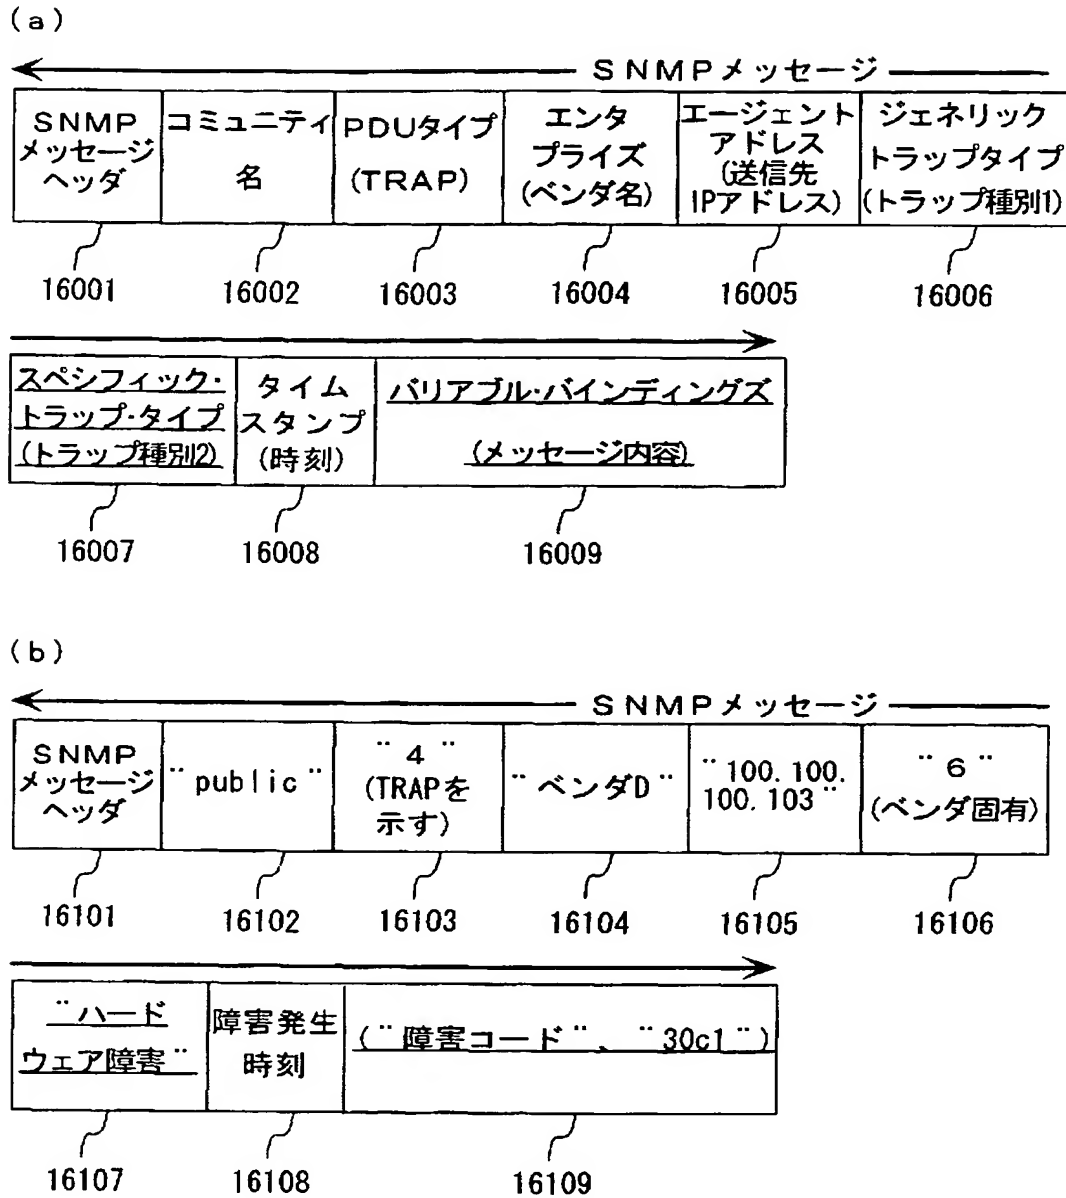 (a)
SNMPメッセージ
SNMP
メッセージ
ヘッダ
コミュニティ
名
PDUタイプ
(TRAP)
エンタ
プライズ
(ベンダ名)
エージェント
アドレス
(送信先
IPアドレス)
ジェネリック
トラップタイプ
(トラップ種別1)
16001
16002
16003
16004
16005
16006
スペシフィック・
トラップ・タイプ
(トラップ種別2)
タイム
スタンプ
(時刻)
バリアブル・バインディングズ
(メッセージ内容)
16007
16008
16009
(b)
SNMPメッセージ
SNMP
メッセージ
ヘッダ
"public"
"4"
(TRAPを
示す)
"ベンダD"
"100.100.
100.103"
"6"
(ベンダ固有)
16101
16102
16103
16104
16105
16106
"ハード
ウェア障害"
障害発生
時刻
("障害コード"、"30c1")
16107
16108
16109